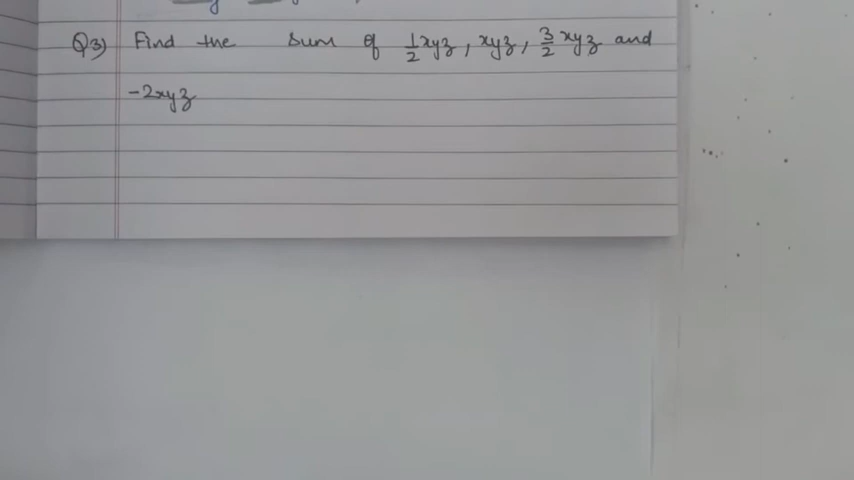 Q3) Find the sum of 1/2 xyz, xyz, 3/2 xyz and
-2xyz